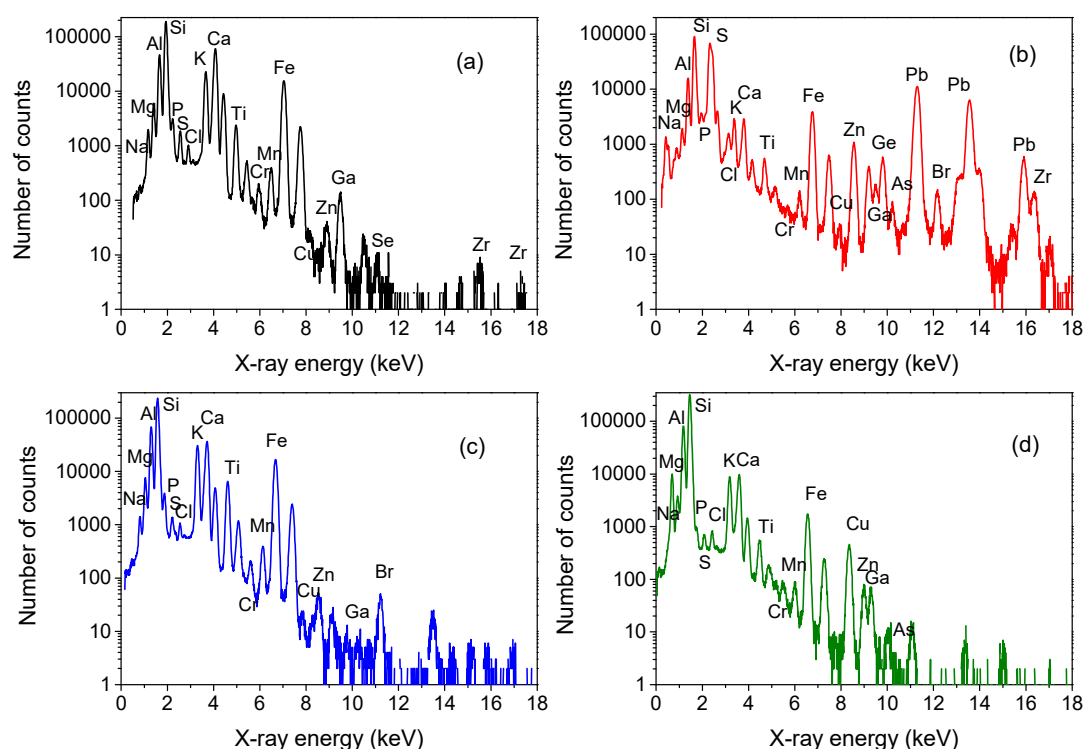 (a)
Number of counts
100000
10000
1000
100
10
1
Na Mg Al Si P S Cl K Ca Ti Cr Mn Fe Cu Zn Ga Se Zr Zr
0 2 4 6 8 10 12 14 16 18
X-ray energy (keV)
(b)
Number of counts
100000
10000
1000
100
10
1
Na Mg Al Si P S Cl K Ca Ti Cr Mn Fe Cu Zn Ga Ge As Pb Br Pb Pb Zr
0 2 4 6 8 10 12 14 16 18
X-ray energy (keV)
(c)
Number of counts
100000
10000
1000
100
10
1
Na Mg Al Si P S Cl K Ca Ti Cr Mn Fe Cu Zn Ga Br
0 2 4 6 8 10 12 14 16 18
X-ray energy (keV)
(d)
Number of counts
100000
10000
1000
100
10
1
Na Mg Al Si P S Cl K Ca Ti Cr Mn Fe Cu Zn Ga As
0 2 4 6 8 10 12 14 16 18
X-ray energy (keV)